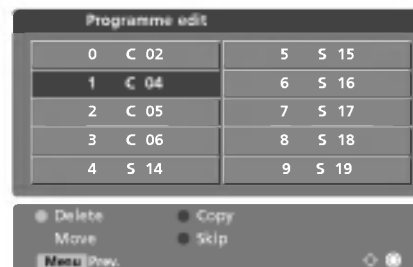 Programme edit
0 C 02 5 S 15
1 C 04 6 S 16
2 C 05 7 S 17
3 C 06 8 S 18
4 S 14 9 S 19
Delete Copy
Move Skip
Menu Prev.